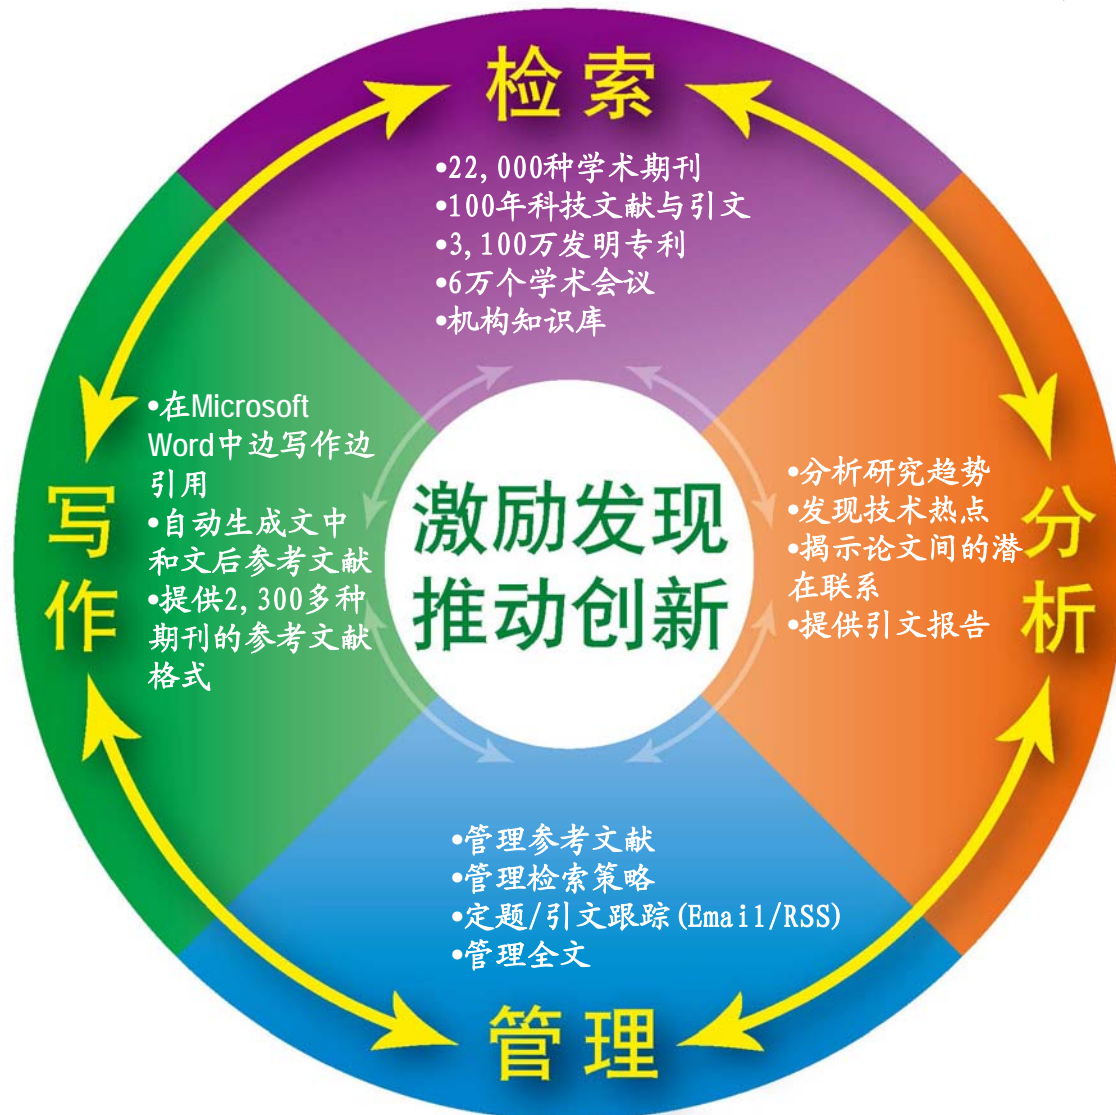 检索
•22,000种学术期刊
•100年科技文献与引文
•3,100万发明专利
•6万个学术会议
•机构知识库
写作
•在Microsoft
Word中边写作边
引用
•自动生成文中
和文后参考文献
•提供2,300多种
期刊的参考文献
格式
激励发现
推动创新
•分析研究趋势
•发现技术热点
•揭示论文间的潜
在联系
•提供引文报告
分析
•管理参考文献
•管理检索策略
•定题/引文跟踪(Email/RSS)
•管理全文
管理